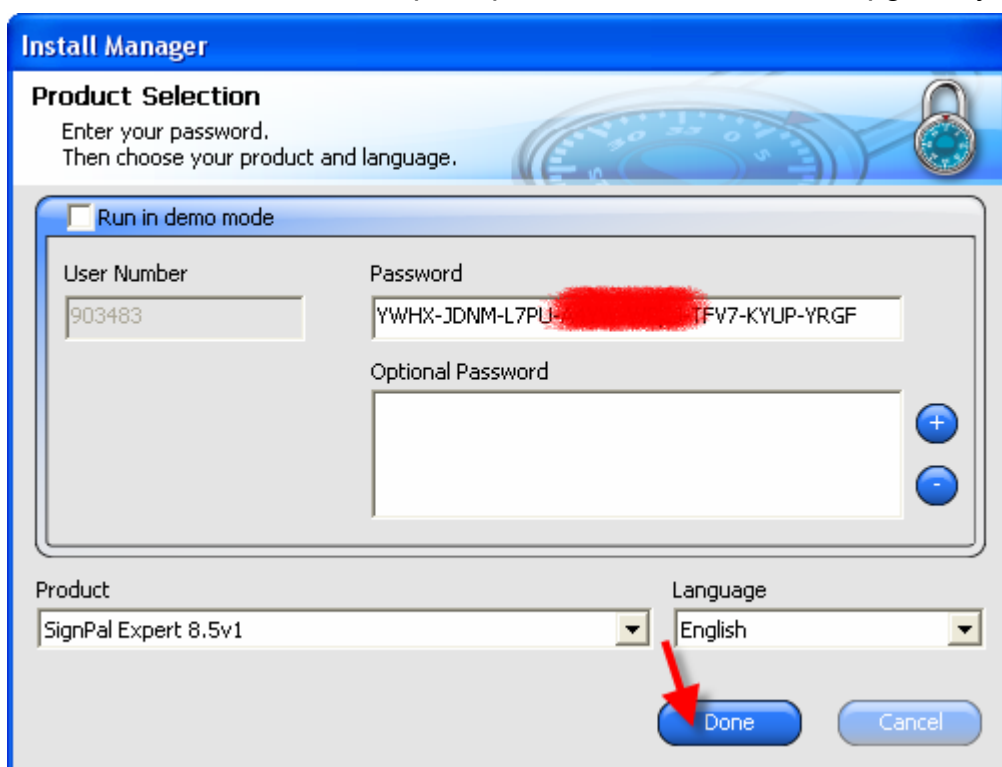 Install Manager
Product Selection
Enter your password.
Then choose your product and language.
Run in demo mode
User Number Password
903483 YWHX-JDNM-L7PU- TFV7-KYUP-YRGF
Optional Password
+
-
Product Language
SignPal Expert 8.5v1 English
Done Cancel